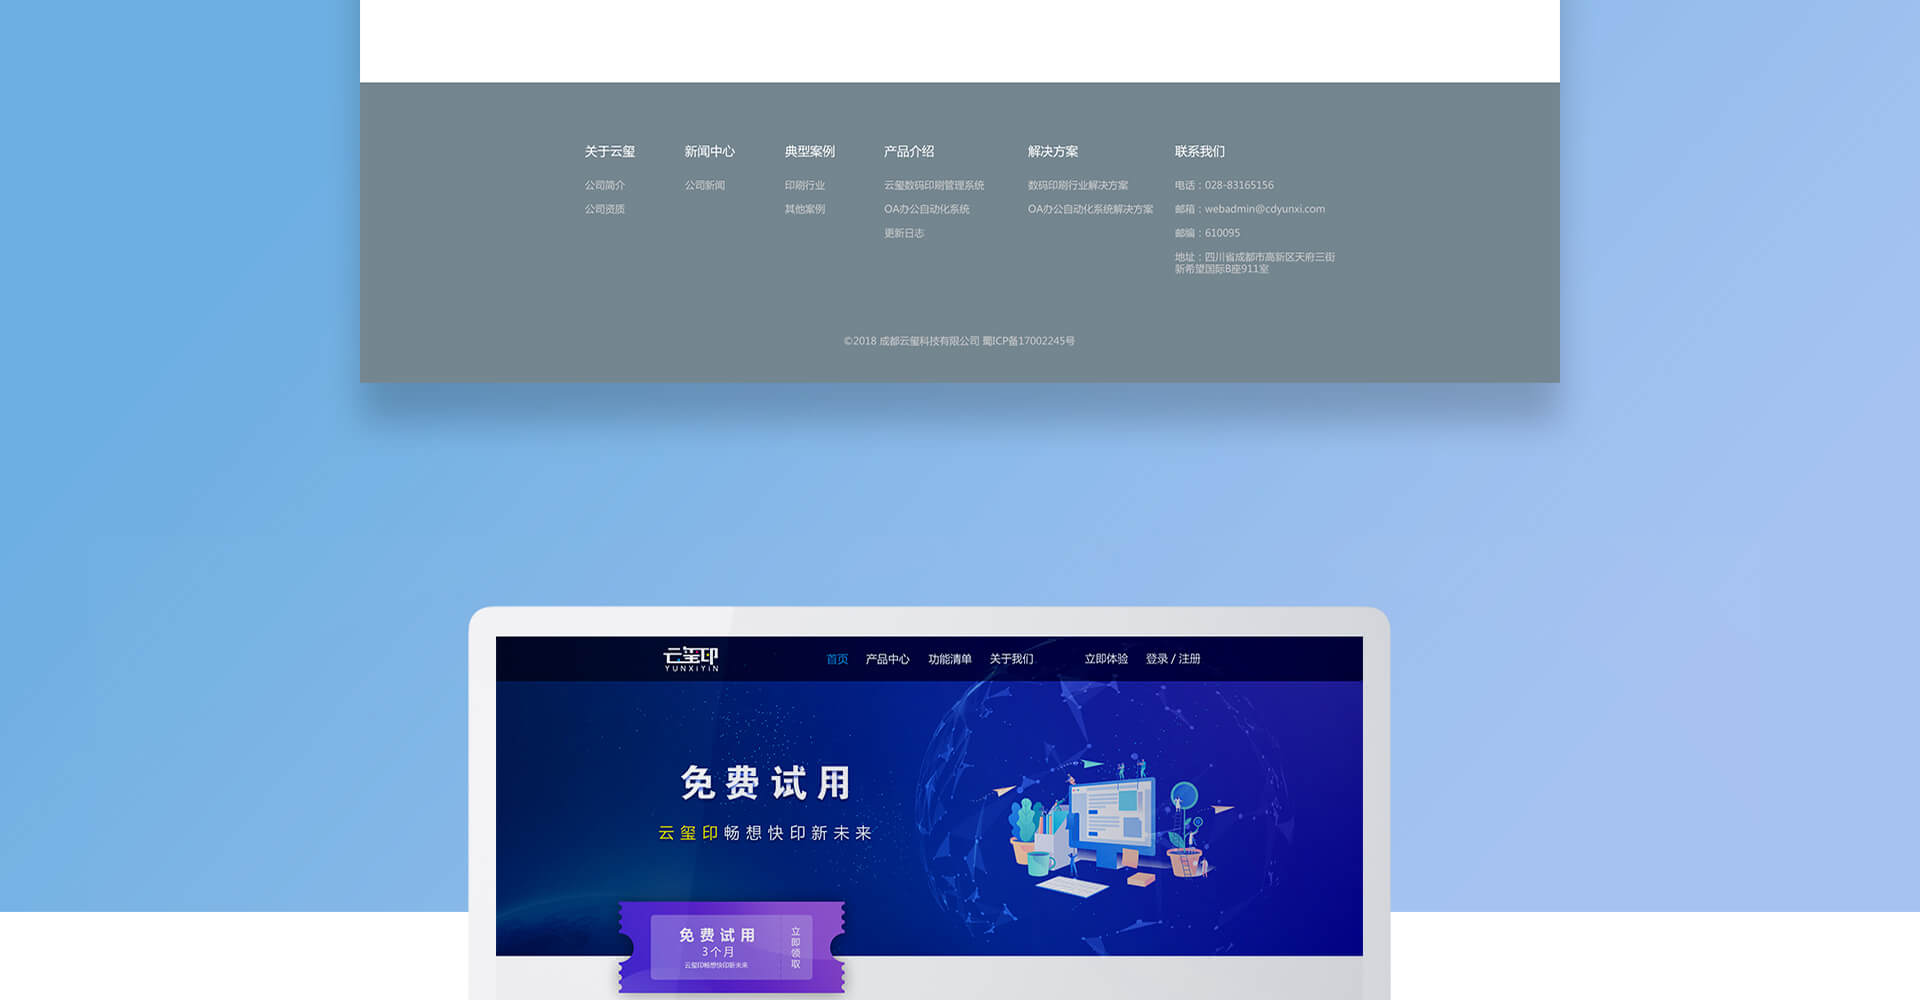 关于云玺 新闻中心 典型案例 产品介绍 解决方案 联系我们
公司简介 公司新闻 印刷行业 云玺数码印刷管理系统 数码印刷行业解决方案 电话：028-83165156
公司资质 其他案例 OA办公自动化系统 OA办公自动化系统解决方案 邮箱：webadmin@cdyunxi.com
更新日志 邮编：610095
地址：四川省成都市高新区天府三街
新希望国际B座911室
©2018 成都云玺科技有限公司 蜀ICP备17002245号
云玺印 首页 产品中心 功能清单 关于我们 立即体验 登录 / 注册
YUNXIYIN
免费试用
云玺印畅想快印新未来
免费试用
3个月
云玺印畅想快印新未来
立即领取